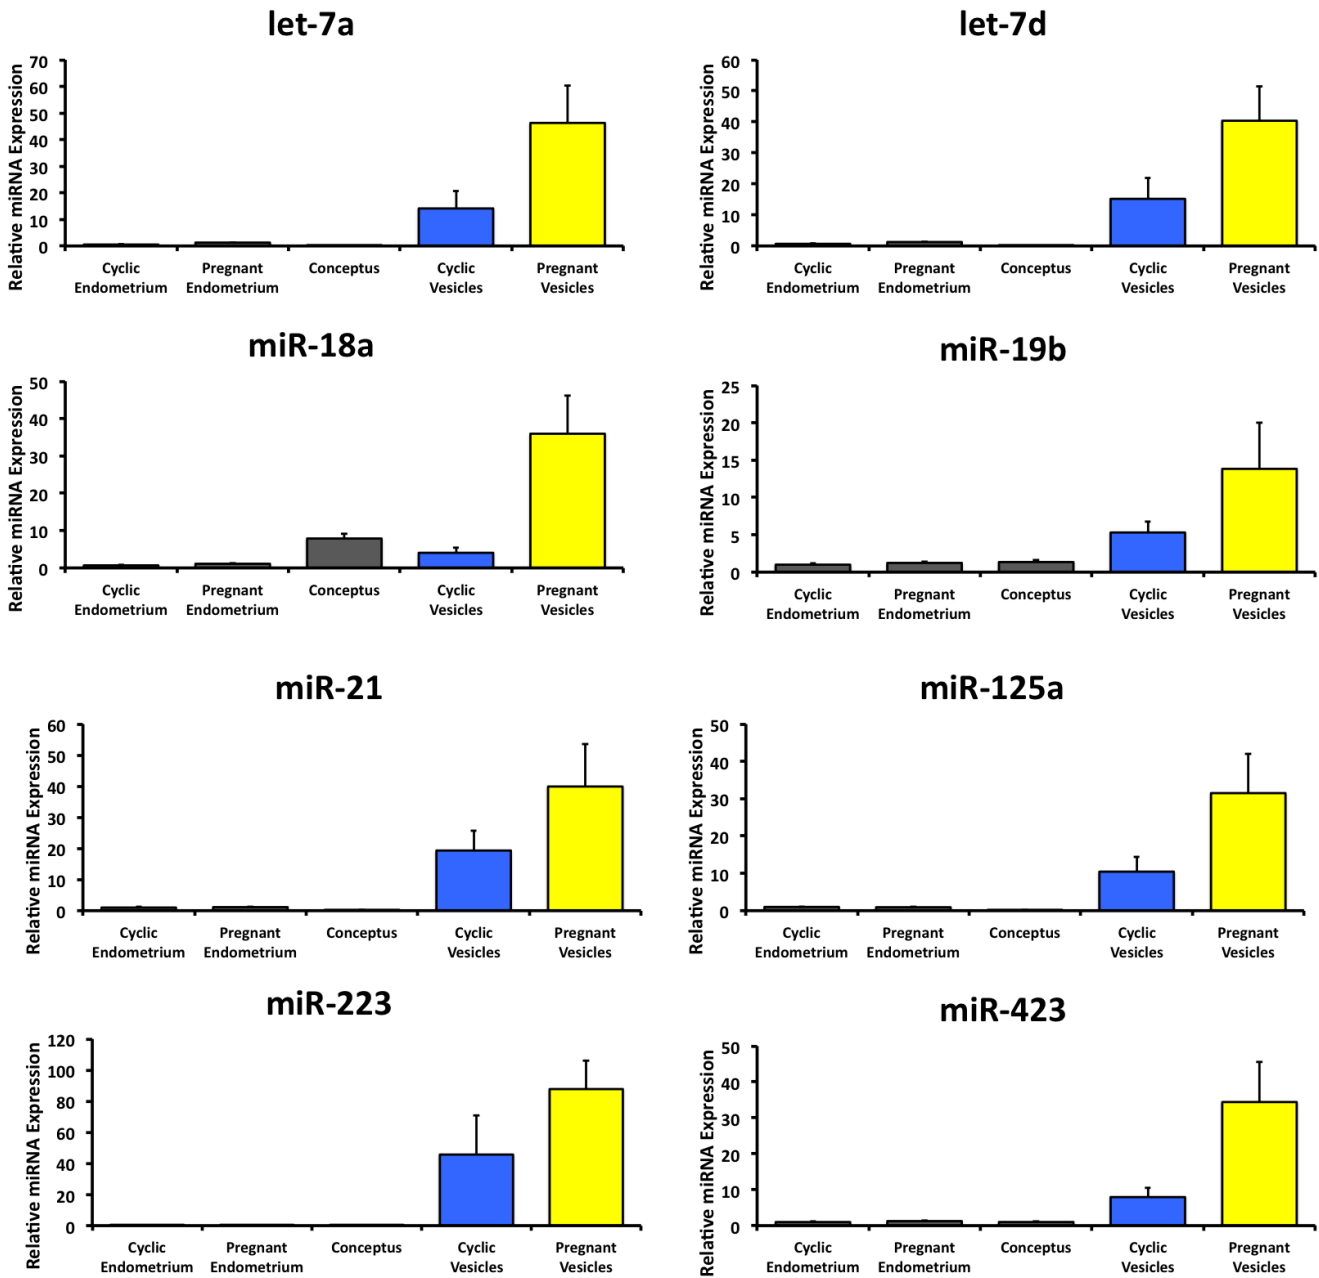 let-7a
Relative miRNA Expression
70
60
50
40
30
20
10
0
Cyclic Endometrium
Pregnant Endometrium
Conceptus
Cyclic Vesicles
Pregnant Vesicles
let-7d
Relative miRNA Expression
60
50
40
30
20
10
0
Cyclic Endometrium
Pregnant Endometrium
Conceptus
Cyclic Vesicles
Pregnant Vesicles
miR-18a
Relative miRNA Expression
50
40
30
20
10
0
Cyclic Endometrium
Pregnant Endometrium
Conceptus
Cyclic Vesicles
Pregnant Vesicles
miR-19b
Relative miRNA Expression
25
20
15
10
5
0
Cyclic Endometrium
Pregnant Endometrium
Conceptus
Cyclic Vesicles
Pregnant Vesicles
miR-21
Relative miRNA Expression
60
50
40
30
20
10
0
Cyclic Endometrium
Pregnant Endometrium
Conceptus
Cyclic Vesicles
Pregnant Vesicles
miR-125a
Relative miRNA Expression
50
40
30
20
10
0
Cyclic Endometrium
Pregnant Endometrium
Conceptus
Cyclic Vesicles
Pregnant Vesicles
miR-223
Relative miRNA Expression
120
100
80
60
40
20
0
Cyclic Endometrium
Pregnant Endometrium
Conceptus
Cyclic Vesicles
Pregnant Vesicles
miR-423
Relative miRNA Expression
50
40
30
20
10
0
Cyclic Endometrium
Pregnant Endometrium
Conceptus
Cyclic Vesicles
Pregnant Vesicles